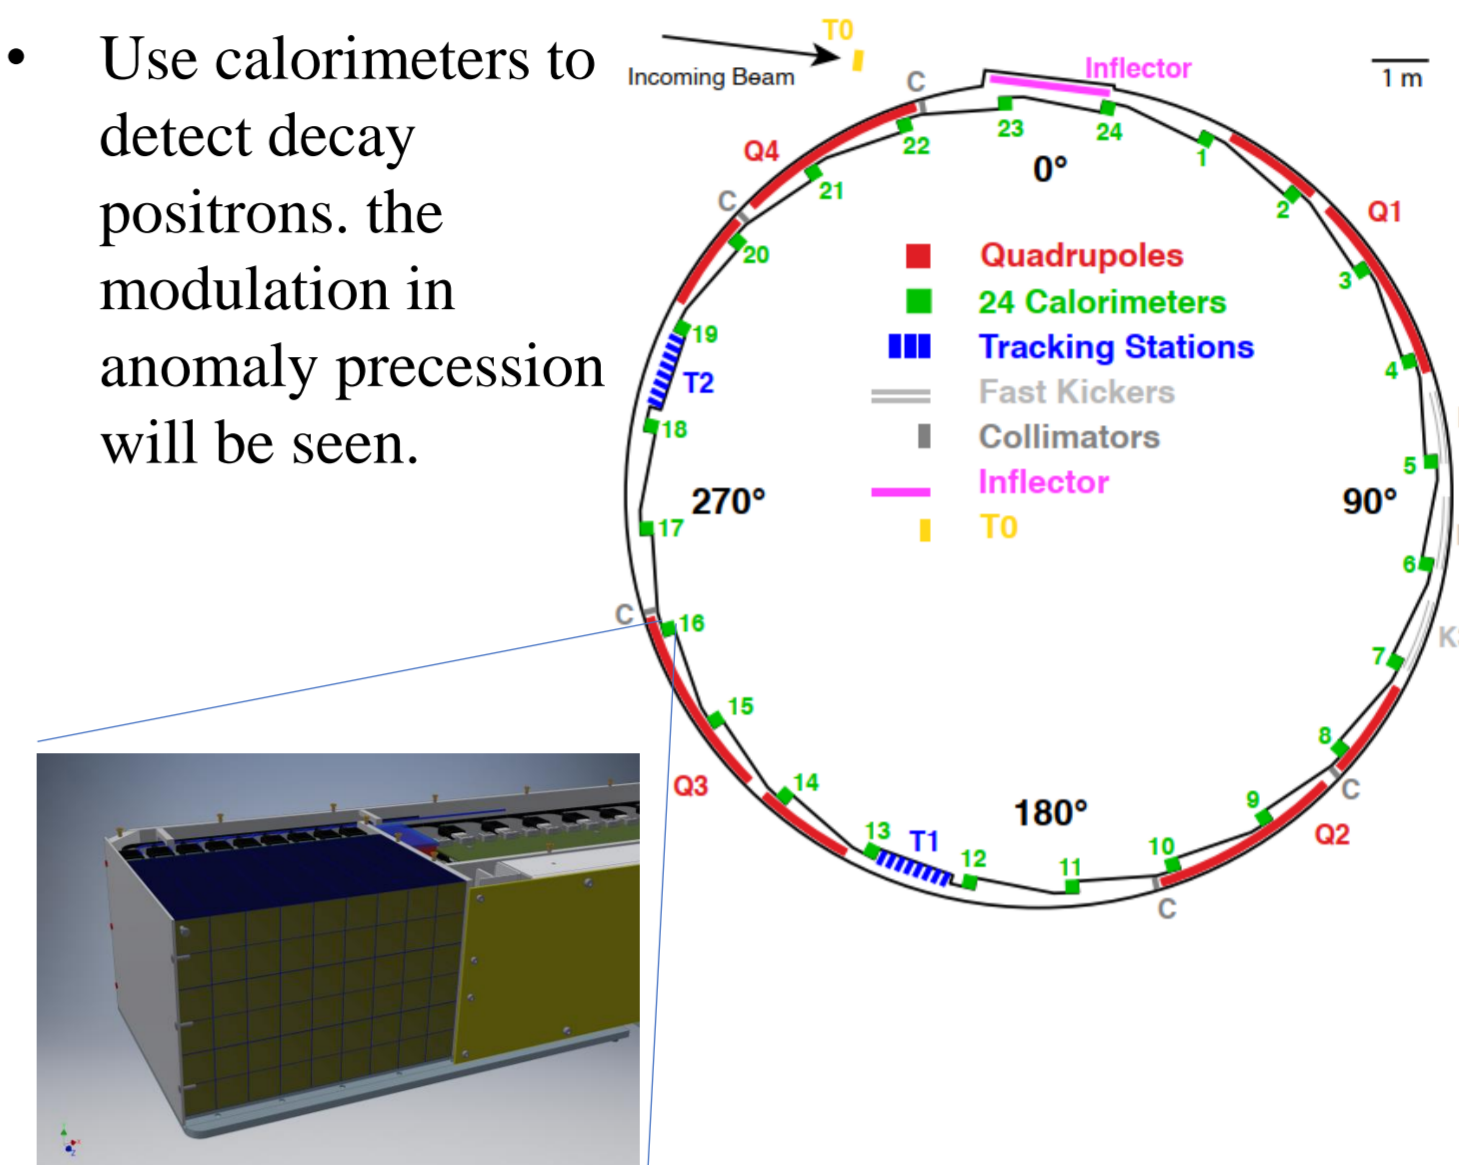 • Use calorimeters to
detect decay
positrons. the
modulation in
anomaly precession
will be seen.
T0
Incoming Beam
Inflector
1 m
C
23
24
22
1
Q4
0°
21
2
Q1
C
20
3
Quadrupoles
24 Calorimeters
Tracking Stations
Fast Kickers
Collimators
Inflector
T0
19
T2
4
18
5
270°
90°
17
6
C
16
K
7
15
8
Q3
14
C
180°
9
Q2
13
T1
12
11
10
C